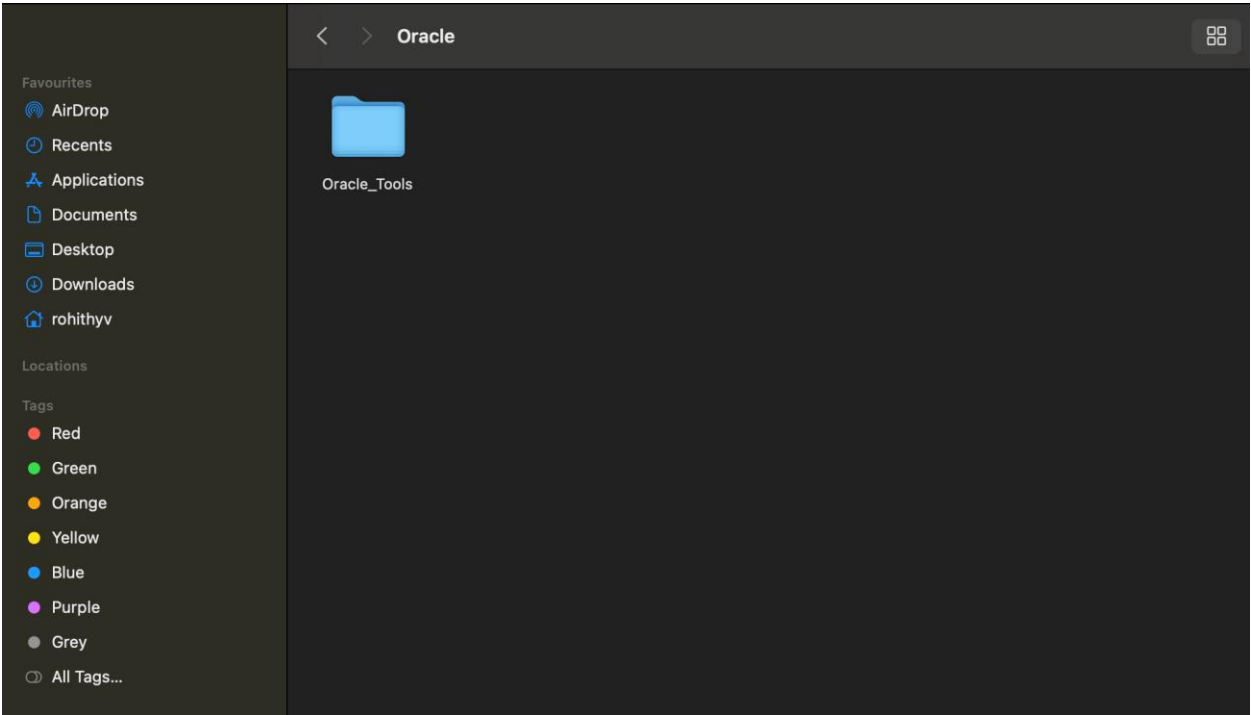 Oracle
Favourites
AirDrop
Recents
Applications
Documents
Desktop
Downloads
rohithyv
Locations
Tags
Red
Green
Orange
Yellow
Blue
Purple
Grey
All Tags...
Oracle_Tools